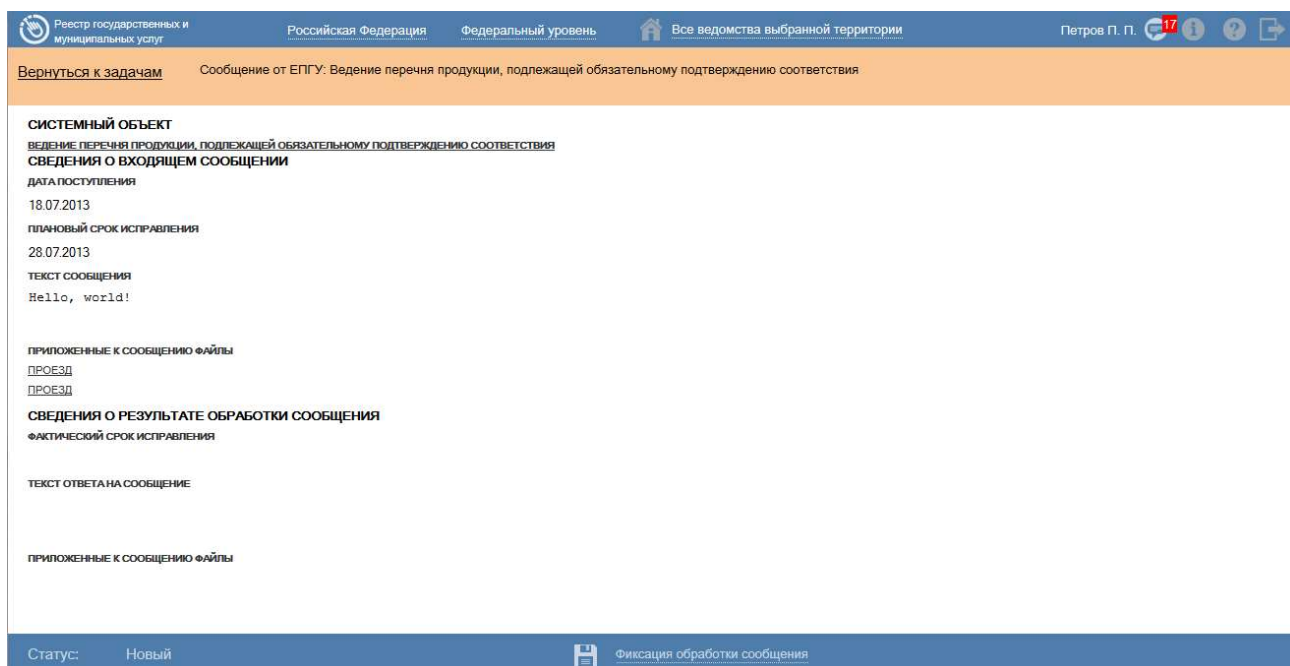 Реестр государственных и
муниципальных услуг
Российская Федерация
Федеральный уровень
Все ведомства выбранной территории
Петров П. П.
17
Вернуться к задачам
Сообщение от ЕПГУ: Ведение перечня продукции, подлежащей обязательному подтверждению соответствия
СИСТЕМНЫЙ ОБЪЕКТ
ВЕДЕНИЕ ПЕРЕЧНЯ ПРОДУКЦИИ, ПОДЛЕЖАЩЕЙ ОБЯЗАТЕЛЬНОМУ ПОДТВЕРЖДЕНИЮ СООТВЕТСТВИЯ
СВЕДЕНИЯ О ВХОДЯЩЕМ СООБЩЕНИИ
ДАТА ПОСТУПЛЕНИЯ
18.07.2013
ПЛАНОВЫЙ СРОК ИСПРАВЛЕНИЯ
28.07.2013
ТЕКСТ СООБЩЕНИЯ
Hello, world!
ПРИЛОЖЕННЫЕ К СООБЩЕНИЮ ФАЙЛЫ
ПРОЕЗД
ПРОЕЗД
СВЕДЕНИЯ О РЕЗУЛЬТАТЕ ОБРАБОТКИ СООБЩЕНИЯ
ФАКТИЧЕСКИЙ СРОК ИСПРАВЛЕНИЯ
ТЕКСТ ОТВЕТА НА СООБЩЕНИЕ
ПРИЛОЖЕННЫЕ К СООБЩЕНИЮ ФАЙЛЫ
Статус: Новый
Фиксация обработки сообщения